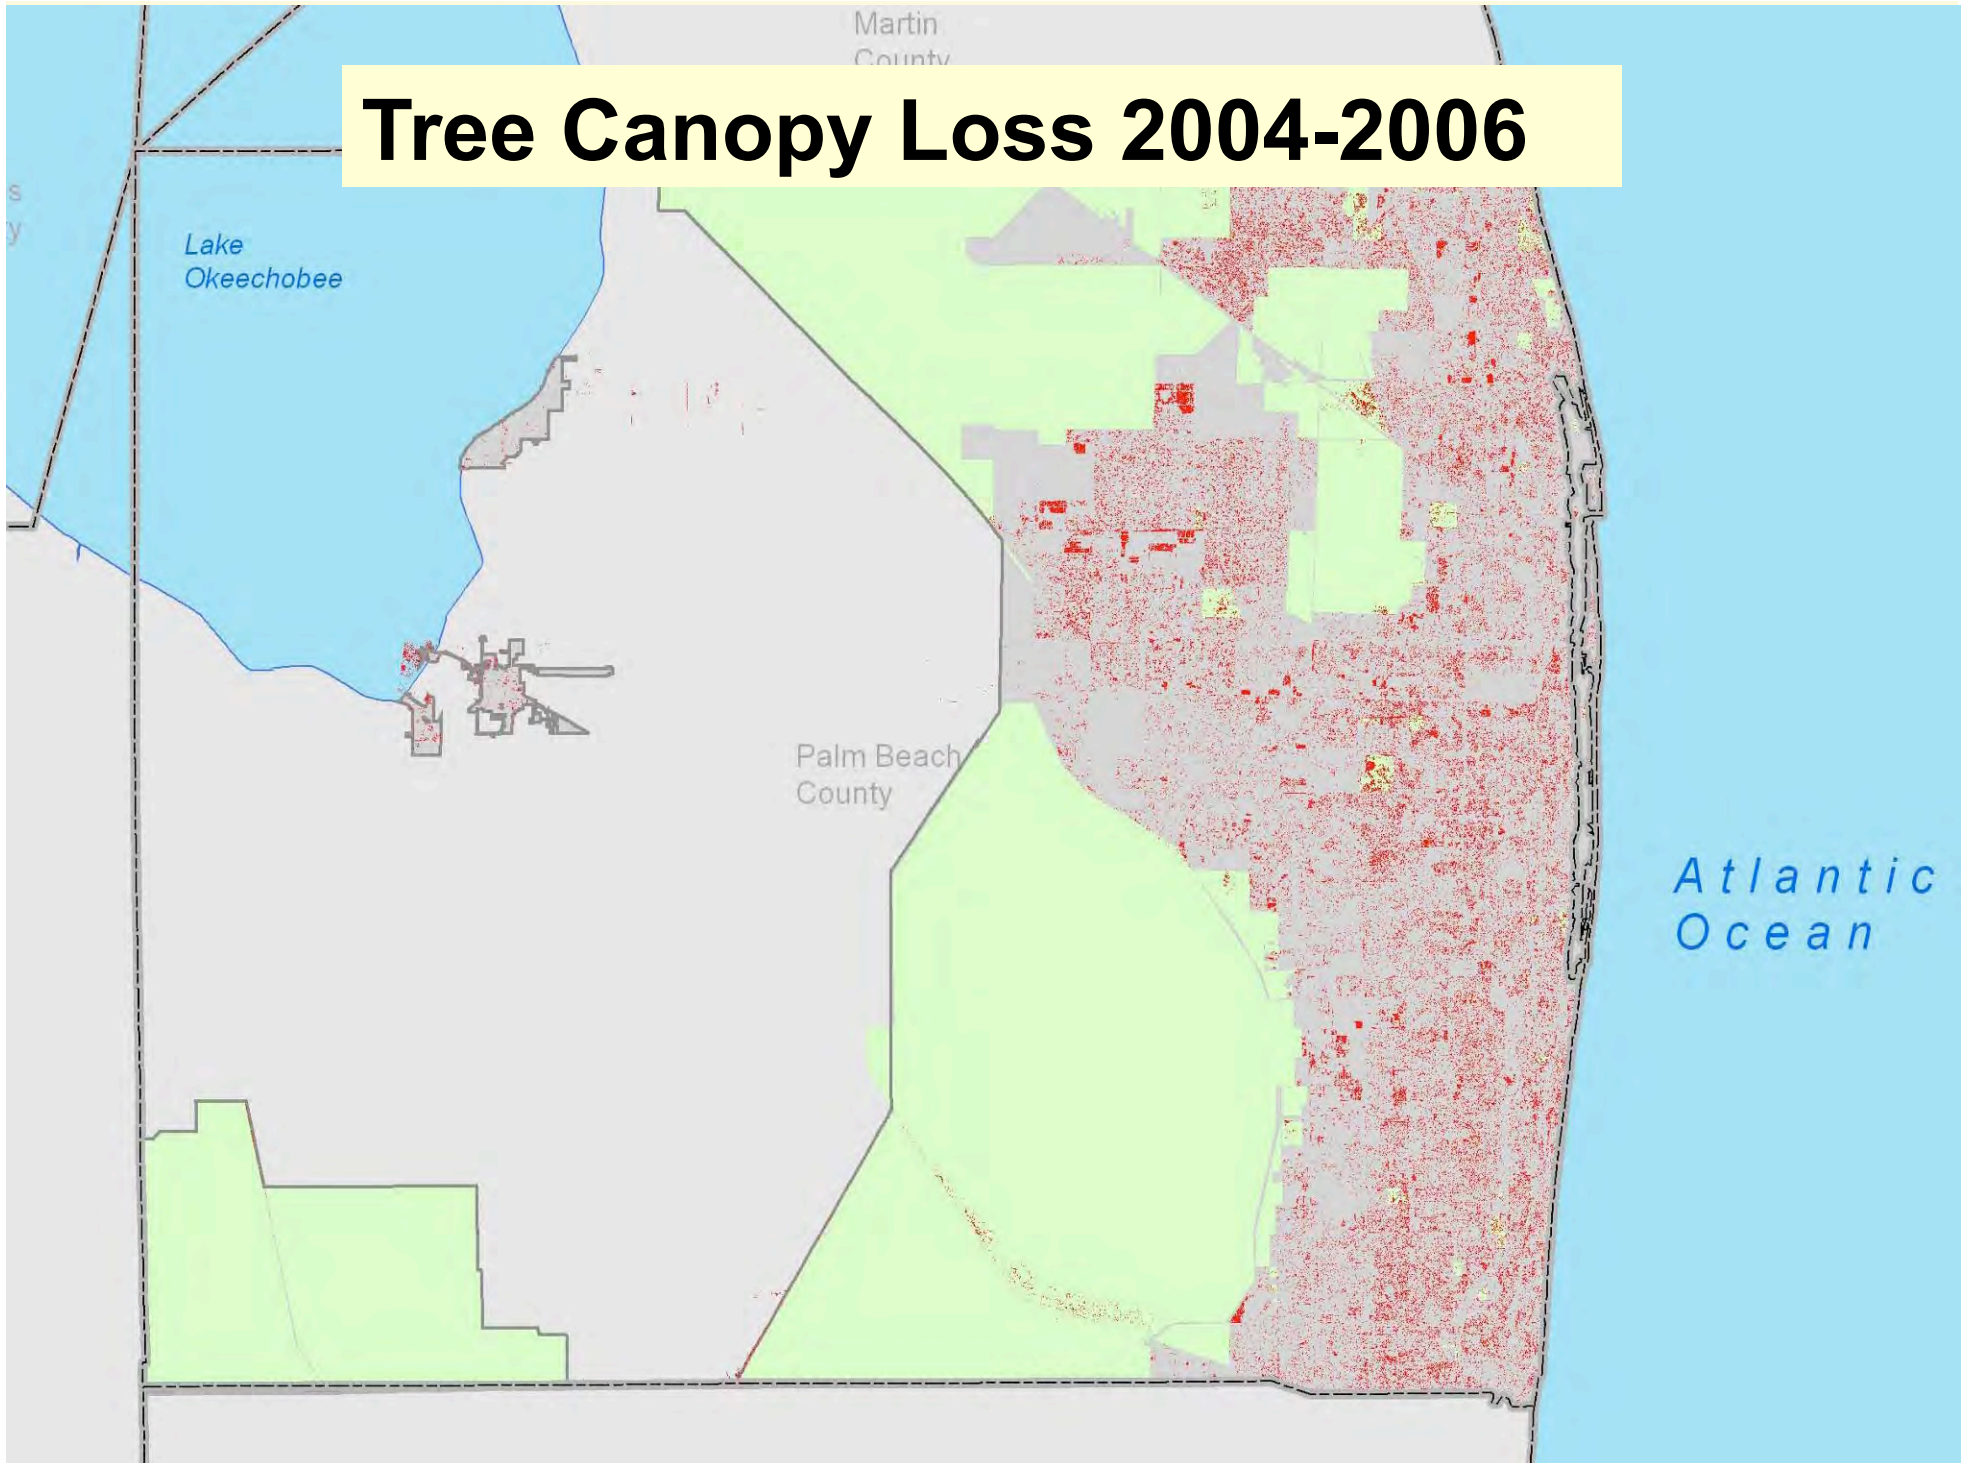 Martin
County
Tree Canopy Loss 2004-2006
s
y
Lake
Okeechobee
Palm Beach
County
Atlantic
Ocean